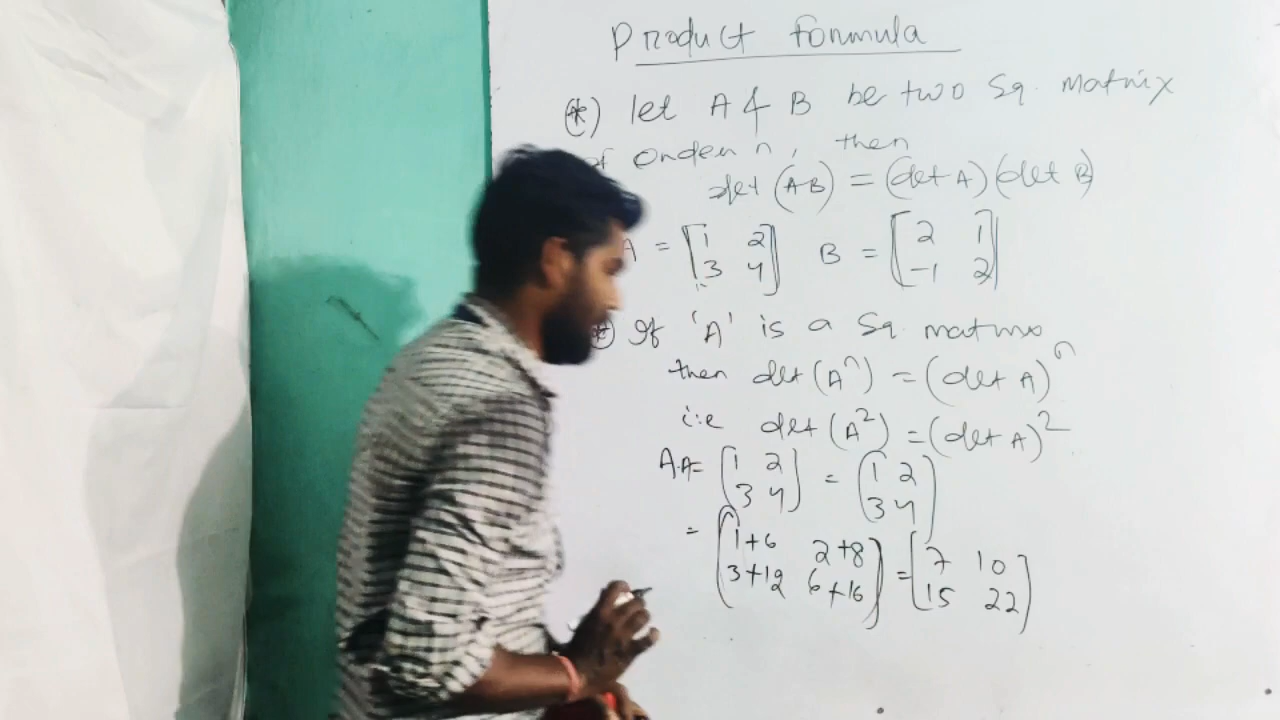 Product formula
(*) let A & B be two Sq. matrix
of order n, then
det (AB) = (det A) (det B)
A = [1 2 3 4] B = [2 1 -1 2]
* If 'A' is a Sq. matrix
then det (Aⁿ) = (det A)ⁿ
i.e det (A²) = (det A)²
A.A = [1 2 3 4] = [1 2 3 4]
= [1+6 2+8 3+12 6+16] = [7 10 15 22]